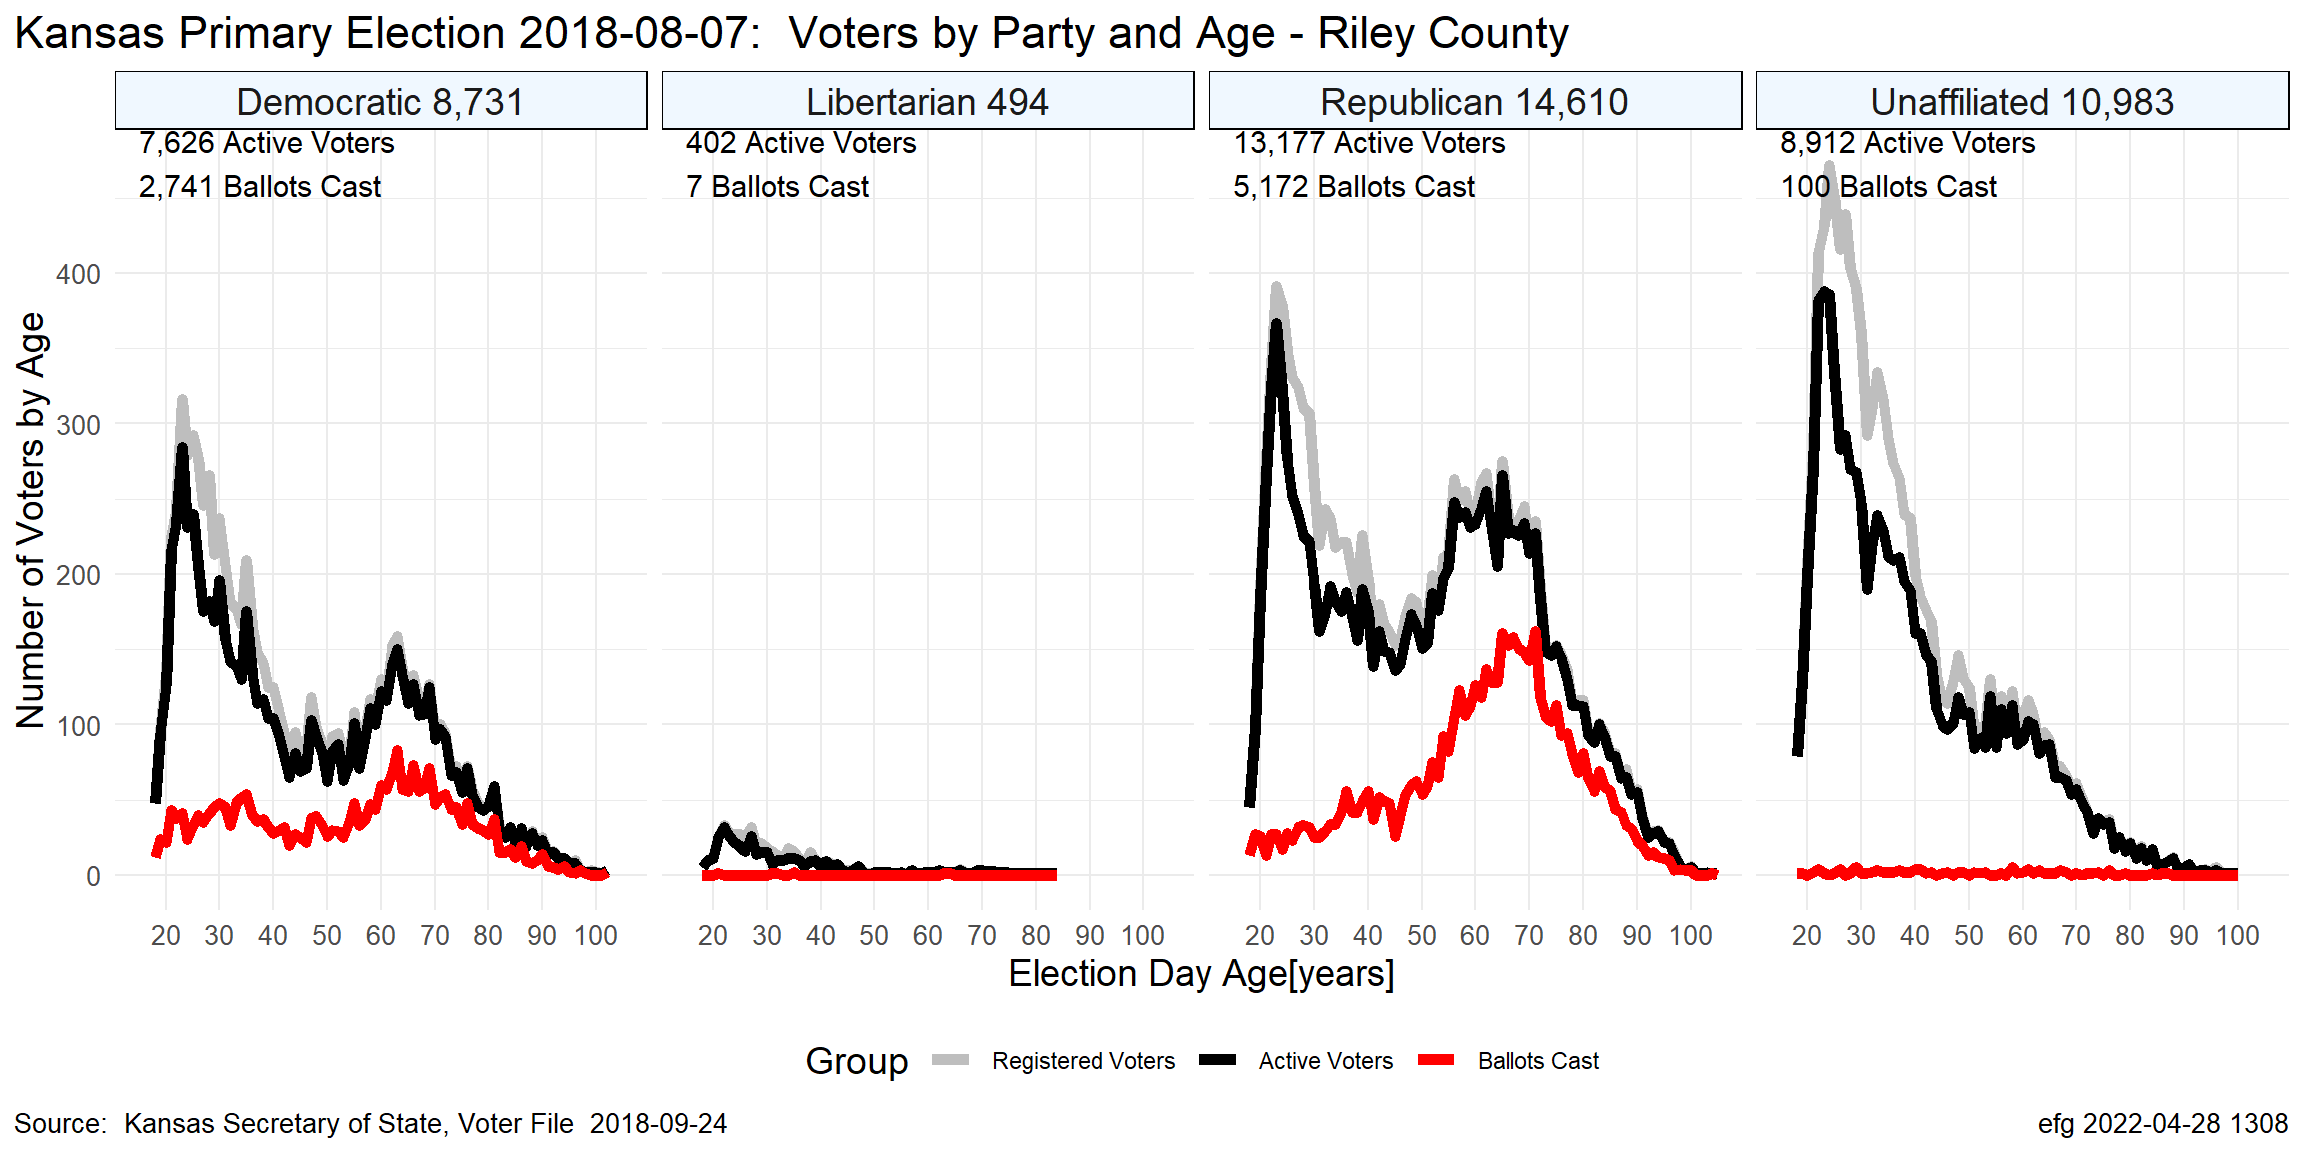 Kansas Primary Election 2018-08-07:  Voters by Party and Age - Riley County
Democratic 8,731
Libertarian 494
Republican 14,610
Unaffiliated 10,983
7,626 Active Voters
2,741 Ballots Cast
402 Active Voters
7 Ballots Cast
13,177 Active Voters
5,172 Ballots Cast
8,912 Active Voters
100 Ballots Cast
Number of Voters by Age
400
300
200
100
0
20 30 40 50 60 70 80 90 100
20 30 40 50 60 70 80 90 100
20 30 40 50 60 70 80 90 100
20 30 40 50 60 70 80 90 100
Election Day Age[years]
Group Registered Voters Active Voters Ballots Cast
Source:  Kansas Secretary of State, Voter File  2018-09-24
efg 2022-04-28 1308